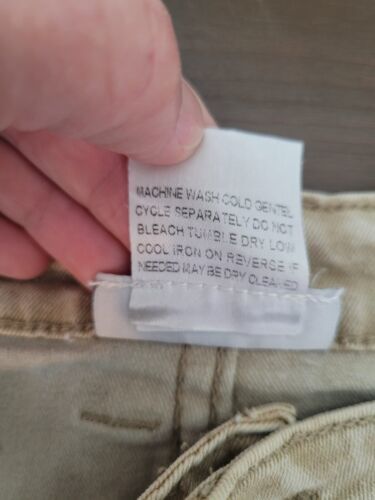 MACHINE WASH COLD GENTEL
CYCLE SEPARATELY DO NOT
BLEACH TUMBLE DRY LOW
COOL IRON ON REVERSE IF
NEEDED MAY BE DRY CLEANED